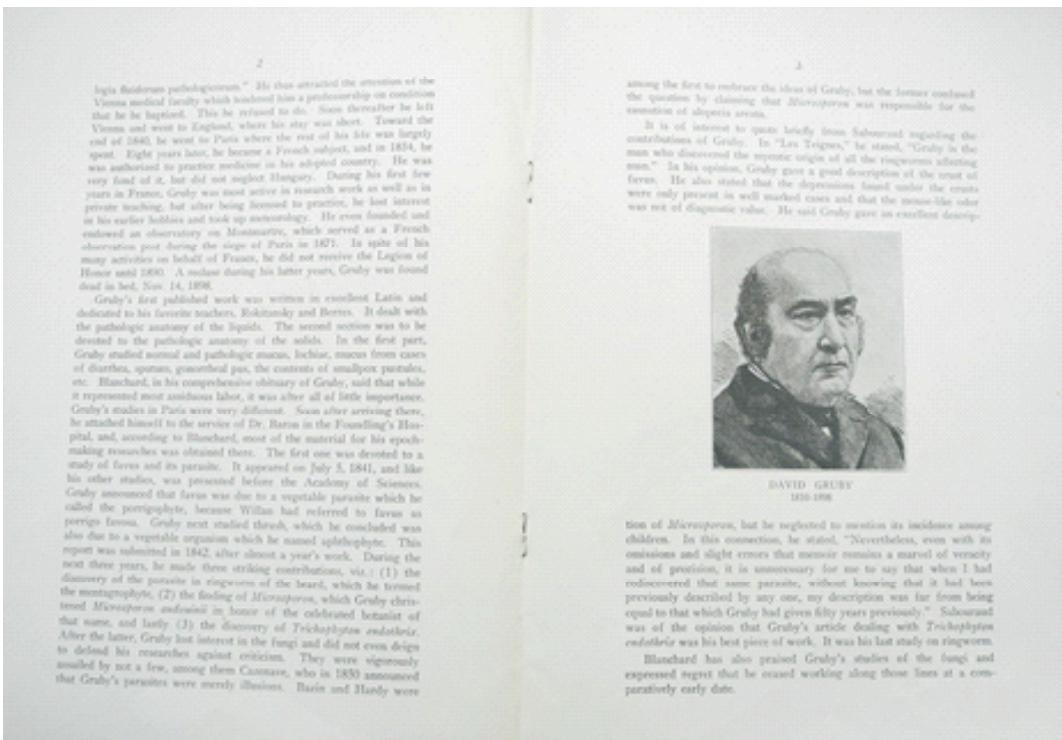 2
logia fluidorum pathologicorum." He thus attracted the attention of the
Vienna medical faculty which tendered him a professorship on condition
that he be baptized. This he refused to do. Soon thereafter he left
Vienna and went to England, where his stay was short. Toward the
end of 1840, he went to Paris where the rest of his life was largely
spent. Eight years later, he became a French subject, and in 1854, he
was authorized to practice medicine in his adopted country. He was
very fond of it, but did not neglect Hungary. During his first few
years in France, Gruby was most active in research work as well as in
private teaching, but after being licensed to practice, he lost interest
in his earlier hobbies and took up meteorology. He even founded and
endowed an observatory on Montmartre, which served as a French
observation post during the siege of Paris in 1871. In spite of his
many activities on behalf of France, he did not receive the Legion of
Honor until 1890. A recluse during his latter years, Gruby was found
dead in bed, Nov. 14, 1898.
Gruby's first published work was written in excellent Latin and
dedicated to his favorite teachers, Rokitansky and Berres. It dealt with
the pathologic anatomy of the liquids. The second section was to be
devoted to the pathologic anatomy of the solids. In the first part,
Gruby studied normal and pathologic mucus, lochiae, mucus from cases
of diarrhea, sputum, gonorrheal pus, the contents of smallpox pustules,
etc. Blanchard, in his comprehensive obituary of Gruby, said that while
it represented most assiduous labor, it was after all of little importance.
Gruby's studies in Paris were very different. Soon after arriving there,
he attached himself to the service of Dr. Baron in the Foundling's Hos-
pital, and, according to Blanchard, most of the material for his epoch-
making researches was obtained there. The first one was devoted to a
study of favus and its parasite. It appeared on July 5, 1841, and like
his other studies, was presented before the Academy of Sciences.
Gruby announced that favus was due to a vegetable parasite which he
called the porrigophyte, because Willan had referred to favus as
porrigo favosa. Gruby next studied thrush, which he concluded was
also due to a vegetable organism which he named aphthophyte. This
report was submitted in 1842, after almost a year's work. During the
next three years, he made three striking contributions, viz.: (1) the
discovery of the parasite in ringworm of the beard, which he termed
the mentagrophyte, (2) the finding of Microsporon, which Gruby chris-
tened Microsporon audouinii in honor of the celebrated botanist of
that name, and lastly (3) the discovery of Trichophyton endothrix.
After the latter, Gruby lost interest in the fungi and did not even deign
to defend his researches against criticism. They were vigorously
assailed by not a few, among them Cazenave, who in 1850 announced
that Gruby's parasites were merely illusions. Bazin and Hardy were
3
among the first to embrace the ideas of Gruby, but the former confused
the question by claiming that Microsporon was responsible for the
causation of alopecia areata.
It is of interest to quote briefly from Sabouraud regarding the
contributions of Gruby. In "Les Teignes," he stated, "Gruby is the
man who discovered the mycotic origin of all the ringworms affecting
man." In his opinion, Gruby gave a good description of the crust of
favus. He also stated that the depressions found under the crusts
were only present in well marked cases and that the mouse-like odor
was not of diagnostic value. He said Gruby gave an excellent descrip-
DAVID GRUBY
1810-1898
tion of Microsporon, but he neglected to mention its incidence among
children. In this connection, he stated, "Nevertheless, even with its
omissions and slight errors that memoir remains a marvel of veracity
and of precision, it is unnecessary for me to say that when I had
rediscovered that same parasite, without knowing that it had been
previously described by any one, my description was far from being
equal to that which Gruby had given fifty years previously." Sabouraud
was of the opinion that Gruby's article dealing with Trichophyton
endothrix was his best piece of work. It was his last study on ringworm.
Blanchard has also praised Gruby's studies of the fungi and
expressed regret that he ceased working along those lines at a com-
paratively early date.